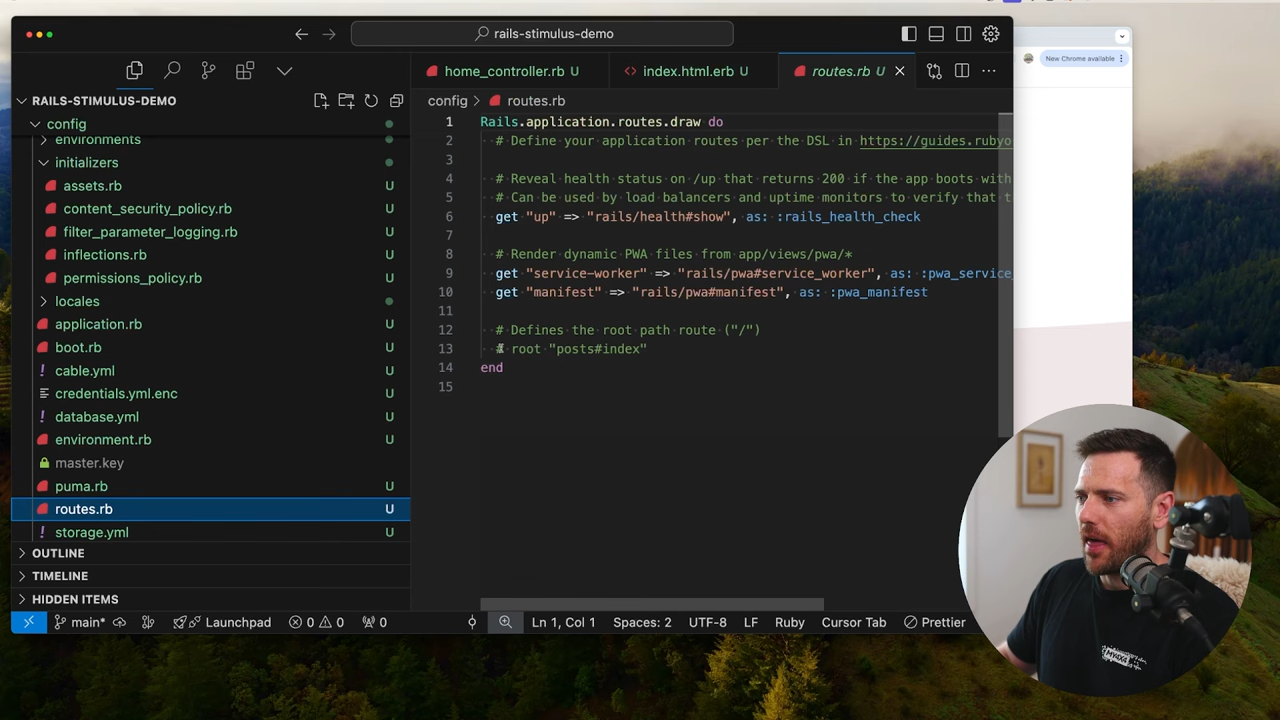 rails-stimulus-demo
New Chrome available
RAILS-STIMULUS-DEMO
config
environments
initializers
assets.rb U
content_security_policy.rb U
filter_parameter_logging.rb U
inflections.rb U
permissions_policy.rb U
locales
application.rb U
boot.rb U
! cable.yml U
credentials.yml.enc U
! database.yml U
environment.rb U
master.key
puma.rb U
routes.rb U
! storage.yml U
OUTLINE
TIMELINE
HIDDEN ITEMS
home_controller.rb U
index.html.erb U
routes.rb U
config > routes.rb
1 Rails.application.routes.draw do
2 # Define your application routes per the DSL in https://guides.rubyo
3
4 # Reveal health status on /up that returns 200 if the app boots with
5 # Can be used by load balancers and uptime monitors to verify that t
6 get "up" => "rails/health#show", as: :rails_health_check
7
8 # Render dynamic PWA files from app/views/pwa/*
9 get "service-worker" => "rails/pwa#service_worker", as: :pwa_service_
10 get "manifest" => "rails/pwa#manifest", as: :pwa_manifest
11
12 # Defines the root path route ("/")
13 # root "posts#index"
14 end
15
main* Launchpad 0 0 0 Ln 1, Col 1 Spaces: 2 UTF-8 LF Ruby Cursor Tab Prettier